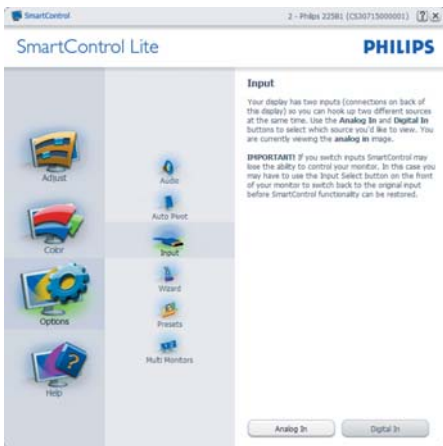 SmartControl
2 - Philips 225B1 (CS30715000001)
SmartControl Lite
PHILIPS
Adjust
Color
Options
Help
Audio
Auto Pivot
Input
Wizard
Presets
Multi Monitors
Input
Your display has two inputs (connections on back of
this display) so you can hook up two different sources
at the same time. Use the Analog In and Digital In
buttons to select which source you'd like to view. You
are currently viewing the analog in image.
IMPORTANT! If you switch inputs SmartControl may
lose the ability to control your monitor. In this case you
may have to use the Input Select button on the front
of your monitor to switch back to the original input
before SmartControl functionality can be restored.
Analog In
Digital In